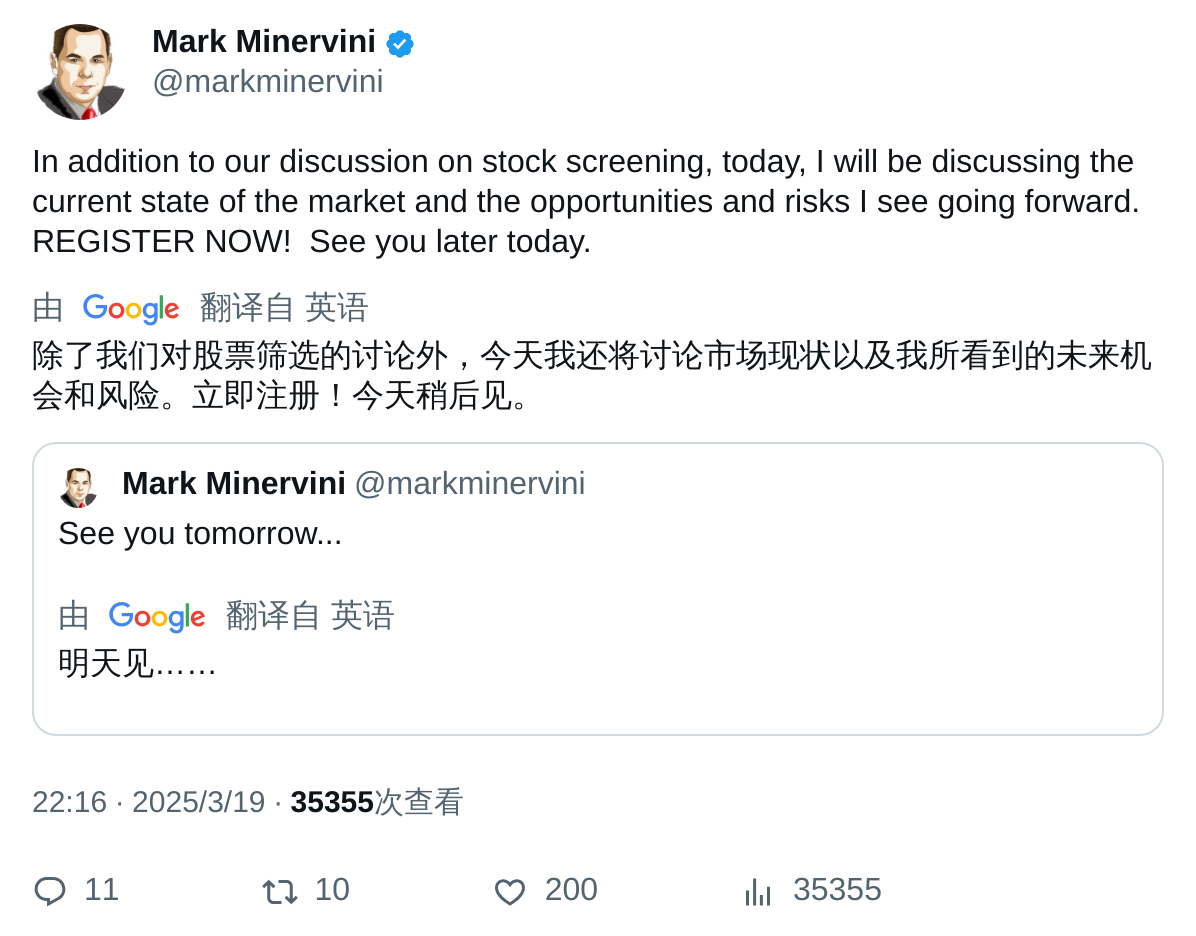 Mark Minervini
@markminervini
In addition to our discussion on stock screening, today, I will be discussing the
current state of the market and the opportunities and risks I see going forward.
REGISTER NOW!  See you later today.
由 Google 翻译自 英语
除了我们对股票筛选的讨论外，今天我还将讨论市场现状以及我所看到的未来机
会和风险。立即注册！今天稍后见。
Mark Minervini @markminervini
See you tomorrow...
由 Google 翻译自 英语
明天见……
22:16 · 2025/3/19 · 35355次查看
11 10 200 35355